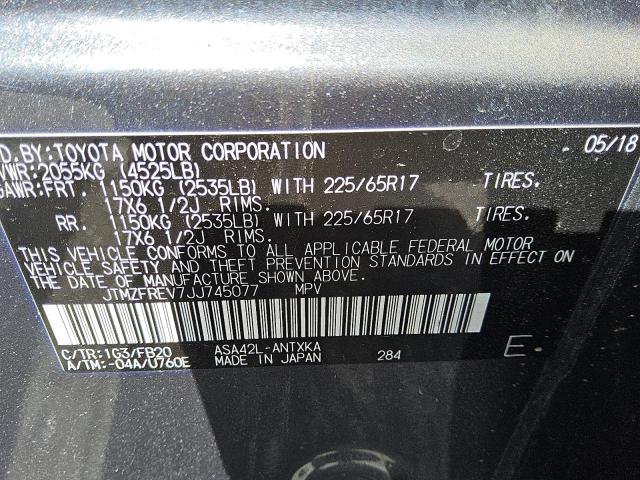 D.BY:TOYOTA MOTOR CORPORATION 05/18
VWR:2055KG (4525LB)
GAWR:FRT. 1150KG (2535LB) WITH 225/65R17 TIRES.
17X6 1/2J RIMS.
RR. 1150KG (2535LB) WITH 225/65R17 TIRES.
17X6 1/2J RIMS.
THIS VEHICLE CONFORMS TO ALL APPLICABLE FEDERAL MOTOR
VEHICLE SAFETY AND THEFT PREVENTION STANDARDS IN EFFECT ON
THE DATE OF MANUFACTURE SHOWN ABOVE.
JTMZFREV7JJ745077 MPV
C/TR:1G3/FB20 ASA42L-ANTXKA
A/TM:-04A/U760E MADE IN JAPAN 284 E